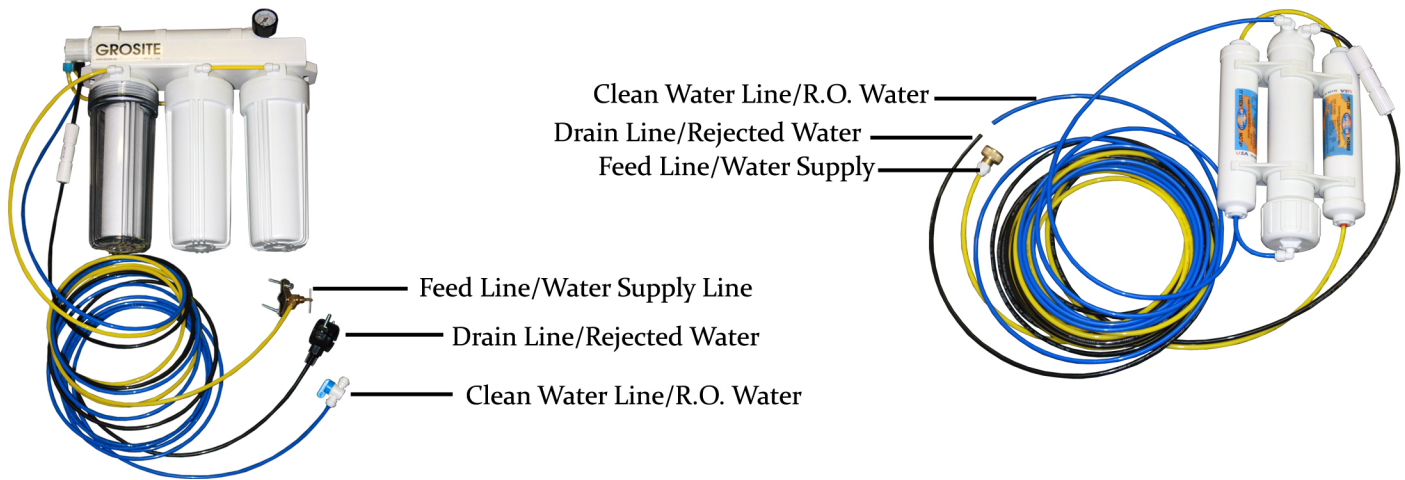 GROSITE
Feed Line/Water Supply Line
Drain Line/Rejected Water
Clean Water Line/R.O. Water
Clean Water Line/R.O. Water
Drain Line/Rejected Water
Feed Line/Water Supply
USA